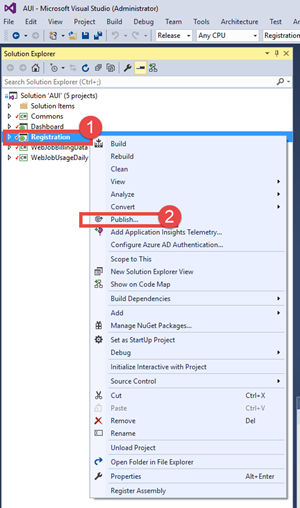 AUI - Microsoft Visual Studio (Administrator)
File Edit View Project Build Debug Team Architecture Test A
Release Any CPU Registration
Solution Explorer
Search Solution Explorer (Ctrl+;)
Solution 'AUI' (5 projects)
Solution Items
Commons
Dashboard
Registration
WebJobBillingData
WebJobUsageDaily
1
Build
Rebuild
Clean
View
Analyze
Convert
Publish...
2
Add Application Insights Telemetry...
Configure Azure AD Authentication...
Scope to This
New Solution Explorer View
Show on Code Map
Build Dependencies
Add
Manage NuGet Packages...
Set as StartUp Project
Debug
Initialize Interactive with Project
Source Control
Cut Ctrl+X
Paste Ctrl+V
Remove Del
Rename
Unload Project
Open Folder in File Explorer
Properties Alt+Enter
Register Assembly